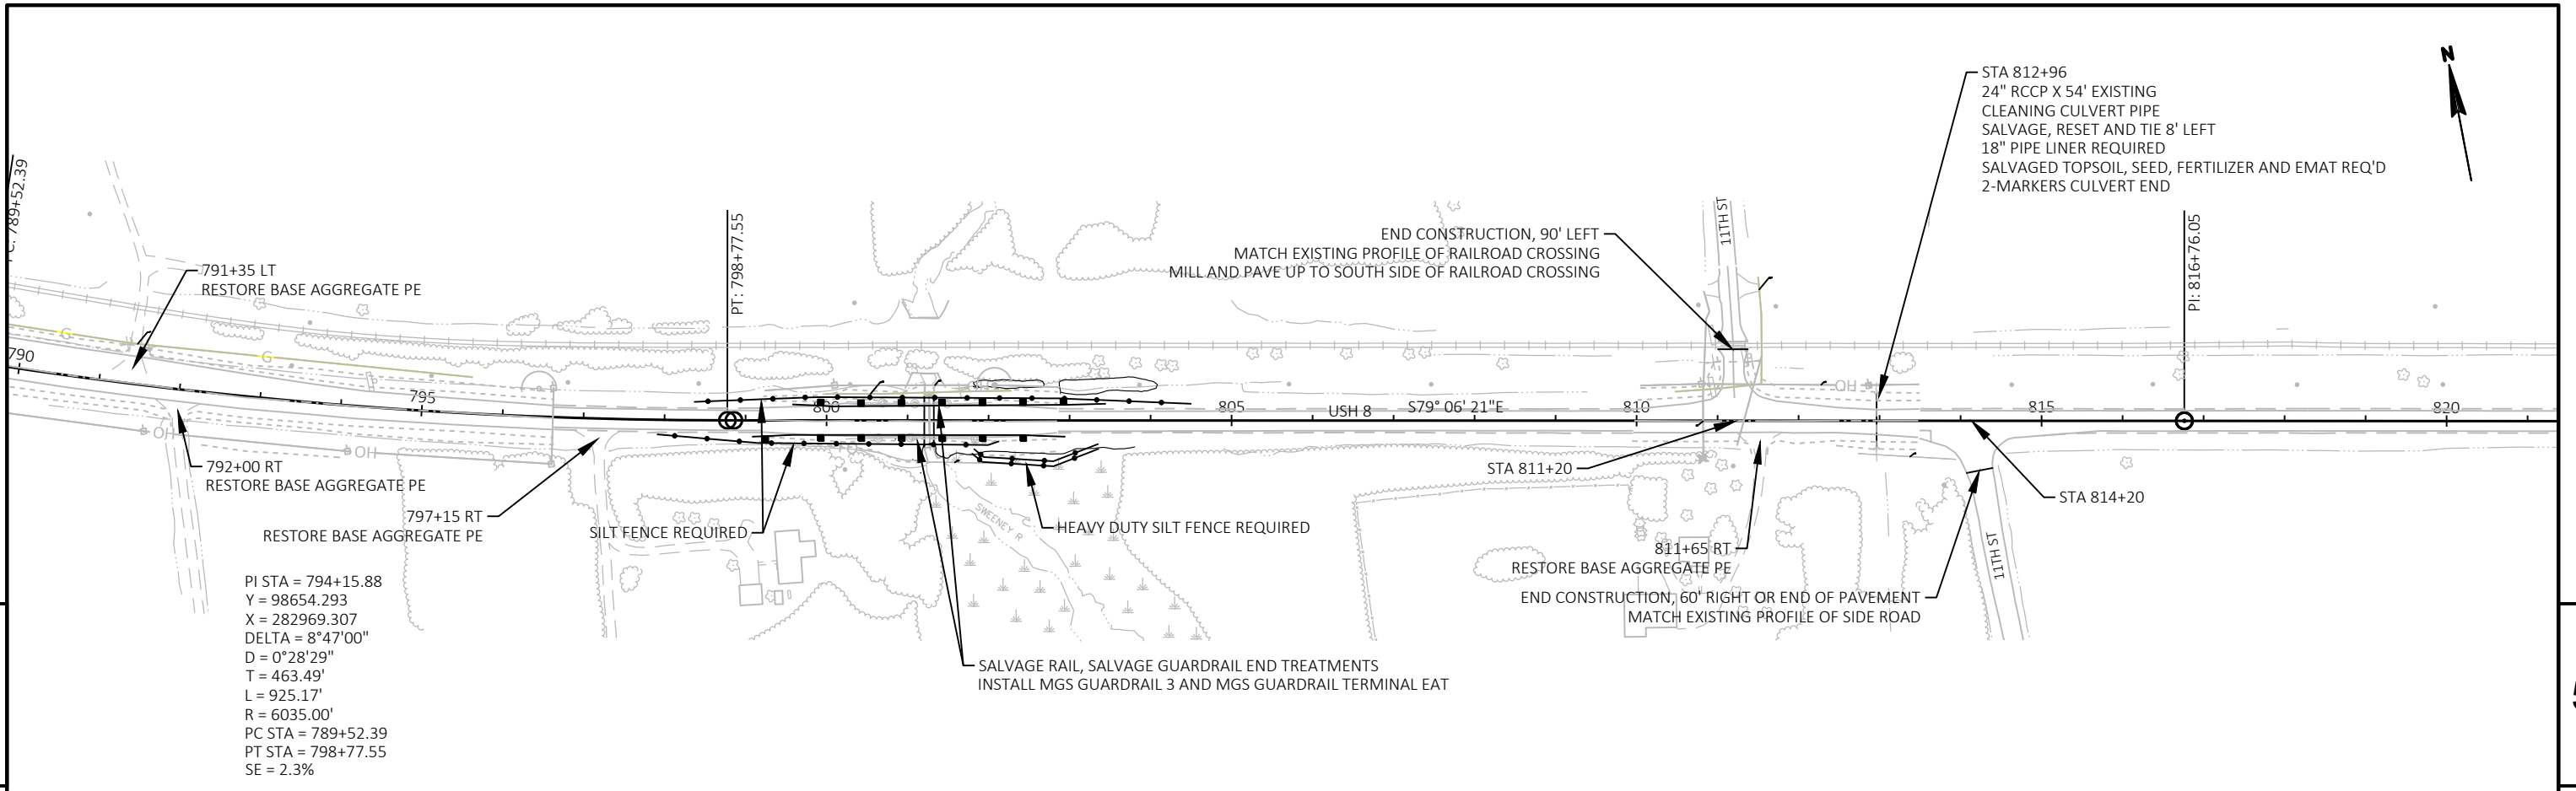 N
STA 812+96
24" RCCP X 54' EXISTING
CLEANING CULVERT PIPE
SALVAGE, RESET AND TIE 8' LEFT
18" PIPE LINER REQUIRED
SALVAGED TOPSOIL, SEED, FERTILIZER AND EMAT REQ'D
2-MARKERS CULVERT END
PC: 789+52.39
PT: 798+77.55
PI: 816+76.05
11TH ST
END CONSTRUCTION, 90' LEFT
MATCH EXISTING PROFILE OF RAILROAD CROSSING
MILL AND PAVE UP TO SOUTH SIDE OF RAILROAD CROSSING
791+35 LT
RESTORE BASE AGGREGATE PE
G
G
790
795
800
805
USH 8
S79° 06' 21"E
810
OH
815
820
OH
OH
792+00 RT
RESTORE BASE AGGREGATE PE
797+15 RT
RESTORE BASE AGGREGATE PE
SILT FENCE REQUIRED
SWEENEY R
HEAVY DUTY SILT FENCE REQUIRED
STA 811+20
STA 814+20
811+65 RT
RESTORE BASE AGGREGATE PE
11TH ST
END CONSTRUCTION, 60' RIGHT OR END OF PAVEMENT
MATCH EXISTING PROFILE OF SIDE ROAD
SALVAGE RAIL, SALVAGE GUARDRAIL END TREATMENTS
INSTALL MGS GUARDRAIL 3 AND MGS GUARDRAIL TERMINAL EAT
PI STA = 794+15.88
Y = 98654.293
X = 282969.307
DELTA = 8°47'00"
D = 0°28'29"
T = 463.49'
L = 925.17'
R = 6035.00'
PC STA = 789+52.39
PT STA = 798+77.55
SE = 2.3%